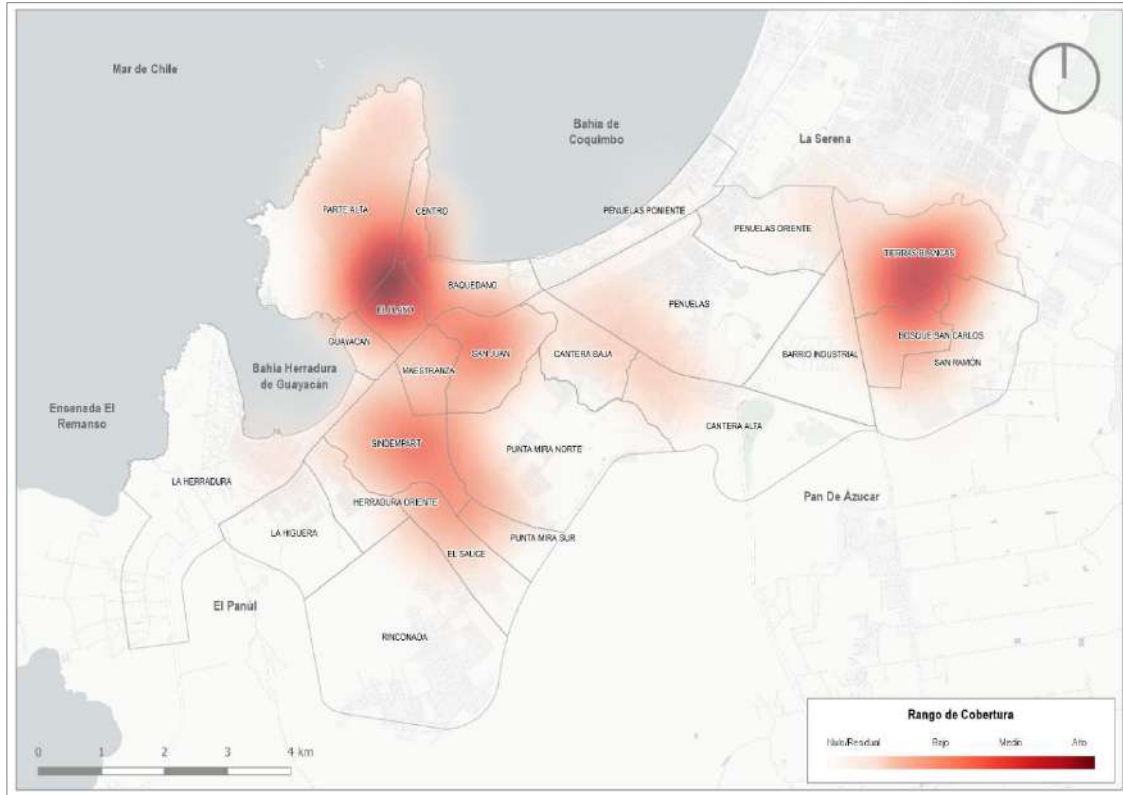 Mar de Chile
Bahía de
Coquimbo
La Serena
PARTE ALTA
CENTRO
PEÑUELAS PONIENTE
PEÑUELAS ORIENTE
TIERRAS BLANCAS
BAQUEDANO
PEÑUELAS
EL LLANO
GUAYACAN
BOSQUE SAN CARLOS
SAN JUAN
CANTERA BAJA
BARRIO INDUSTRIAL
SAN RAMÓN
MAESTRANZA
Bahía Herradura
de Guayacán
Ensenada El
Remanso
CANTERA ALTA
SINDEMPART
PUNTA MIRA NORTE
LA HERRADURA
HERRADURA ORIENTE
Pan De Ázucar
LA HIGUERA
PUNTA MIRA SUR
EL SAUCE
El Panúl
RINCONADA
Rango de Cobertura
Nulo/Residual Bajo Medio Alto
0 1 2 3 4 km